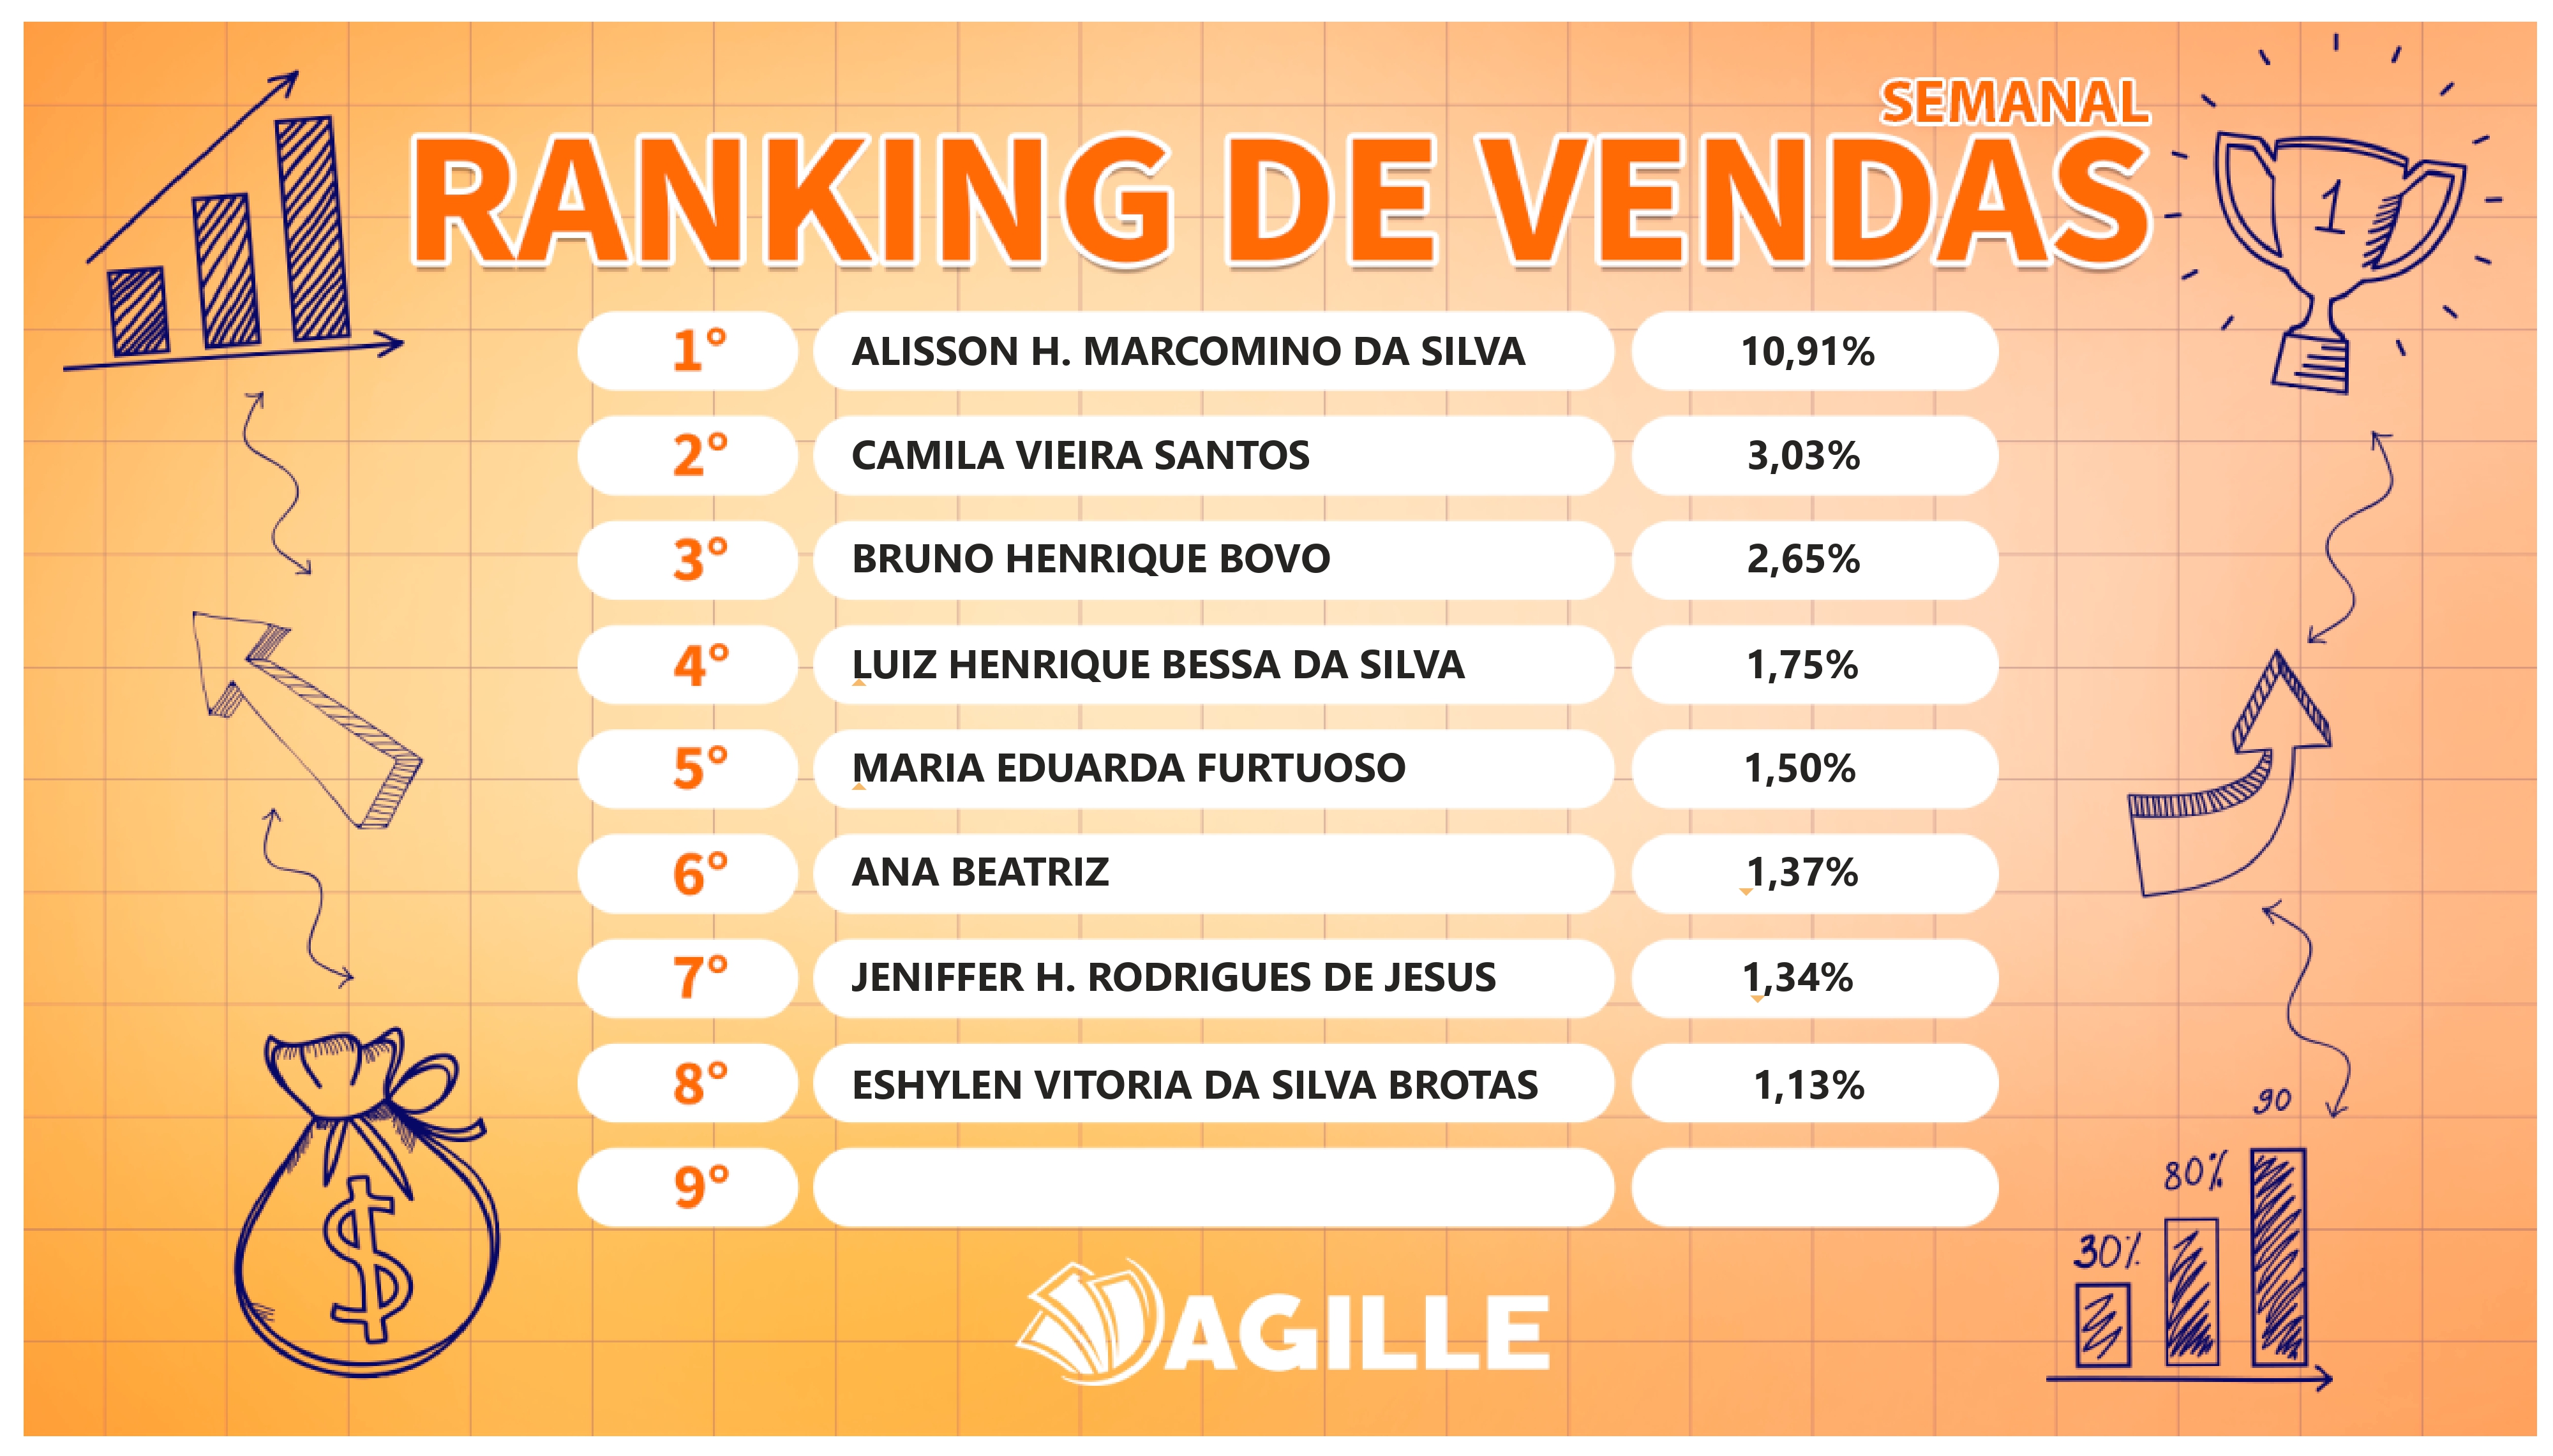 SEMANAL
RANKING DE VENDAS
1
1° ALISSON H. MARCOMINO DA SILVA 10,91%
2° CAMILA VIEIRA SANTOS 3,03%
3° BRUNO HENRIQUE BOVO 2,65%
4° LUIZ HENRIQUE BESSA DA SILVA 1,75%
5° MARIA EDUARDA FURTUOSO 1,50%
6° ANA BEATRIZ 1,37%
7° JENIFFER H. RODRIGUES DE JESUS 1,34%
8° ESHYLEN VITORIA DA SILVA BROTAS 1,13%
9°
$
90
80%
30%
AGILLE